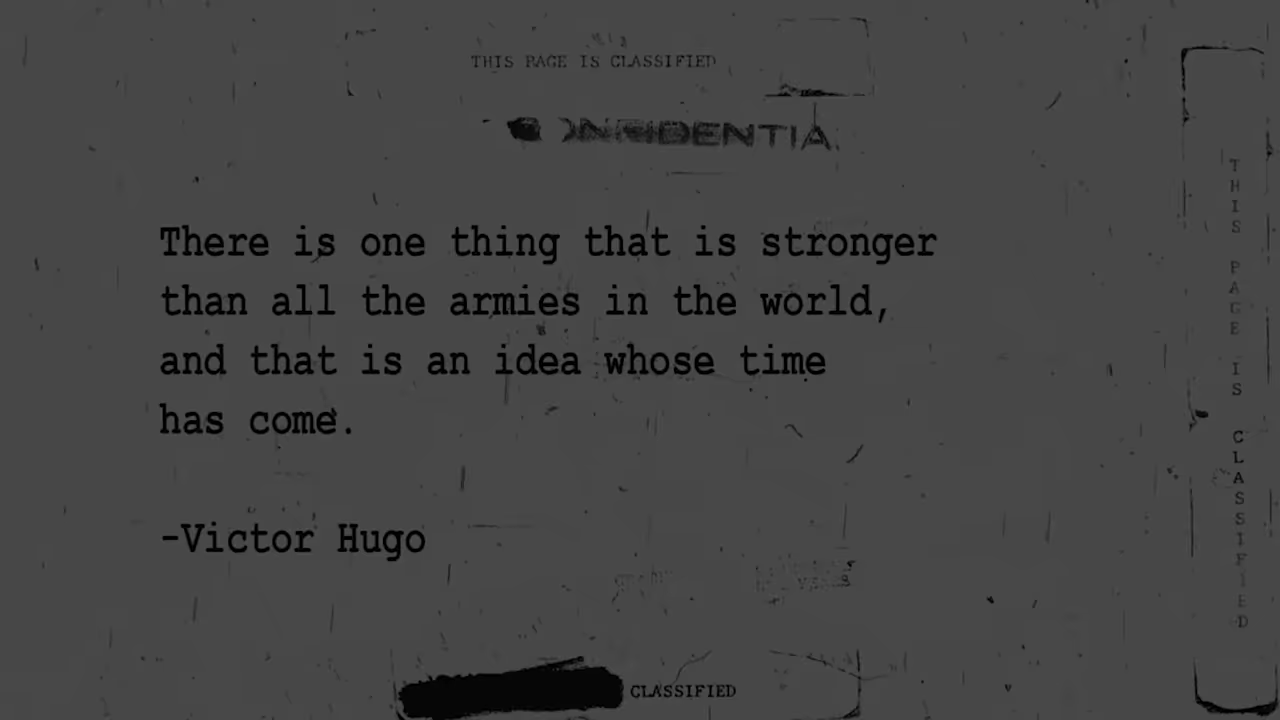 THIS PAGE IS CLASSIFIED
There is one thing that is stronger
than all the armies in the world,
and that is an idea whose time
has come.
-Victor Hugo
CLASSIFIED
THIS PAGE IS CLASSIFIED